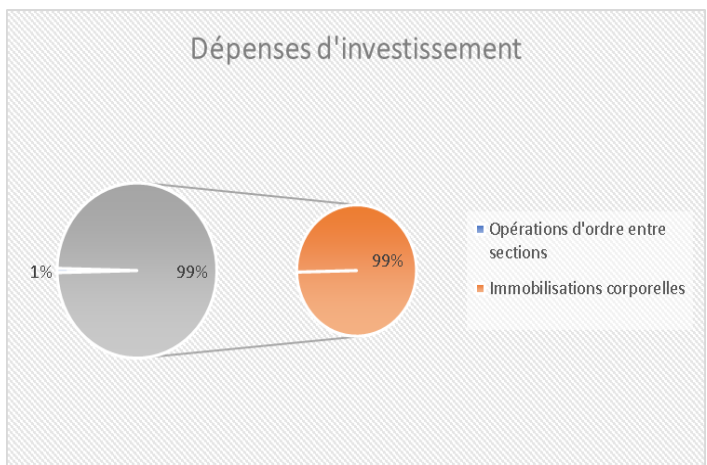 Dépenses d'investissement
1%
99%
99%
Opérations d'ordre entre
sections
Immobilisations corporelles